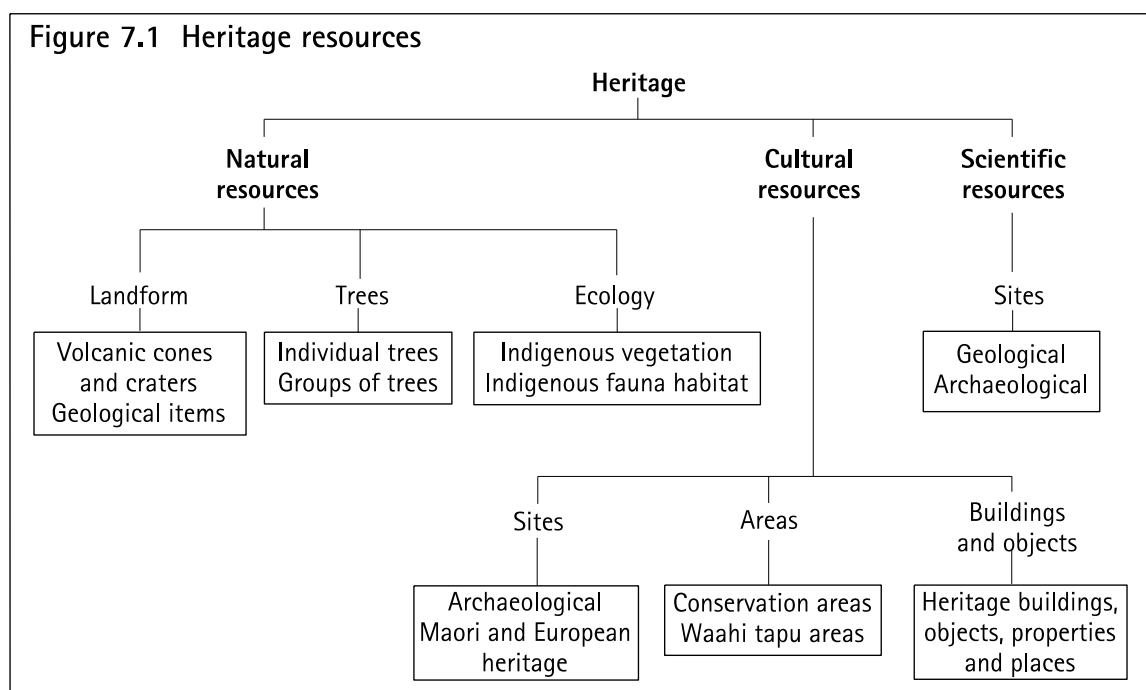 Figure 7.1 Heritage resources
Heritage
Natural
resources
Cultural
resources
Scientific
resources
Landform
Trees
Ecology
Sites
Volcanic cones
and craters
Geological items
Individual trees
Groups of trees
Indigenous vegetation
Indigenous fauna habitat
Geological
Archaeological
Sites
Areas
Buildings
and objects
Archaeological
Maori and European
heritage
Conservation areas
Waahi tapu areas
Heritage buildings,
objects, properties
and places